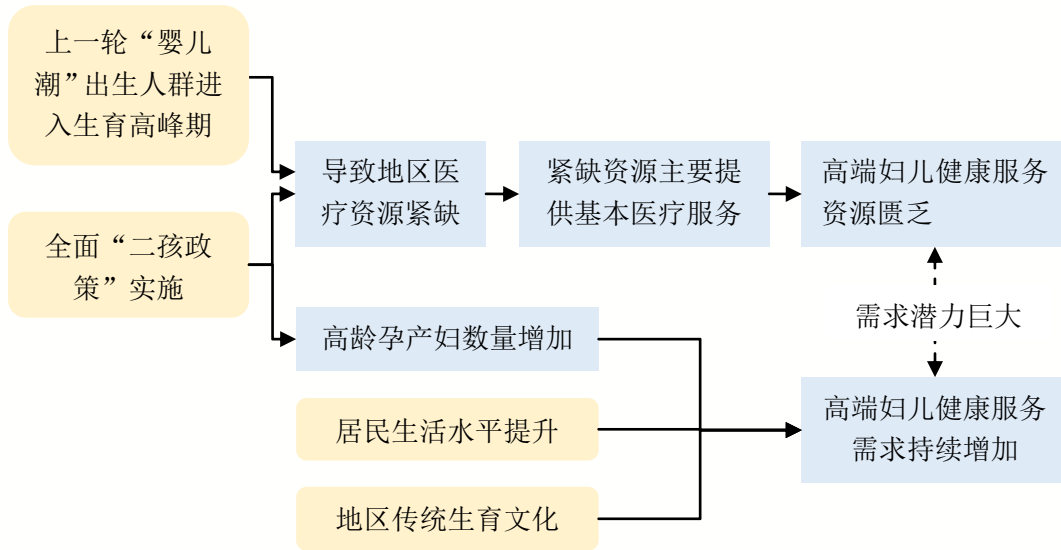 上一轮“婴儿
潮”出生人群进
入生育高峰期
全面“二孩政
策”实施
导致地区医
疗资源紧缺
紧缺资源主要提
供基本医疗服务
高端妇儿健康服务
资源匮乏
需求潜力巨大
高龄孕产妇数量增加
居民生活水平提升
地区传统生育文化
高端妇儿健康服务
需求持续增加